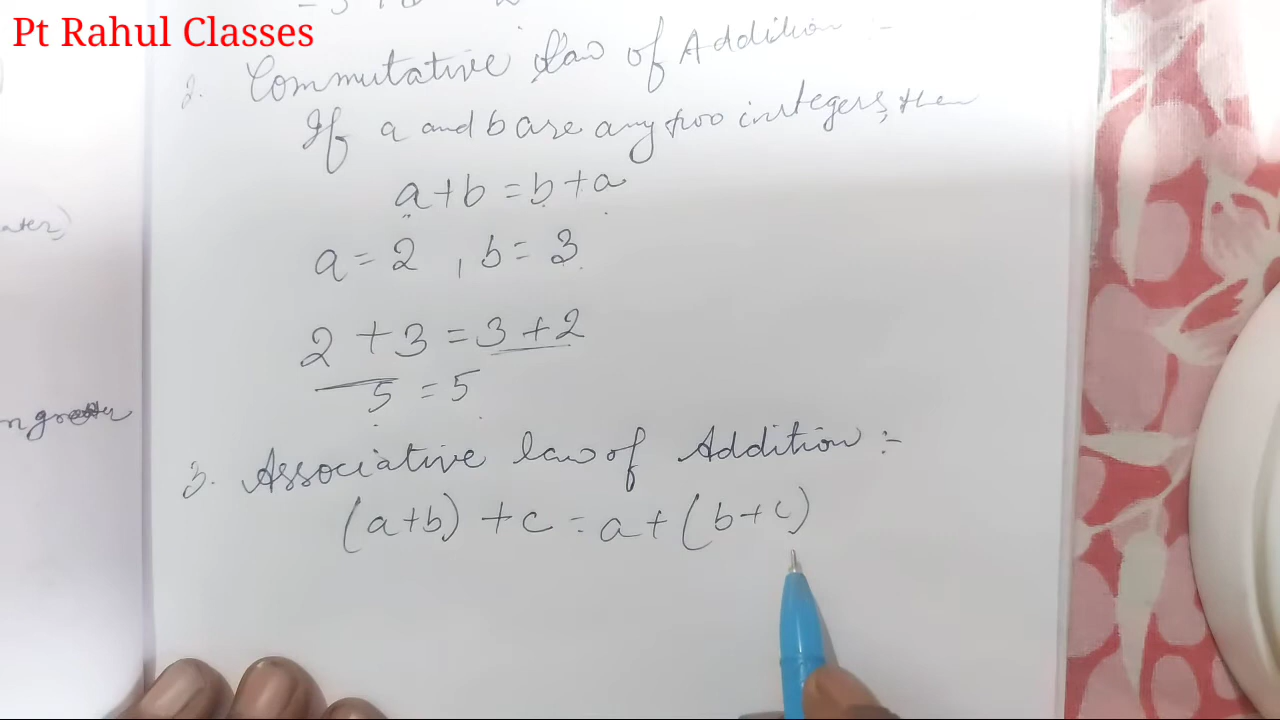 Pt Rahul Classes
2. Commutative law of Addition :-
If a and b are any two integers, then
a+b = b+a
a = 2 , b = 3
2 + 3 = 3 + 2
5 = 5
3. Associative law of Addition :-
(a+b) + c = a + (b+c)